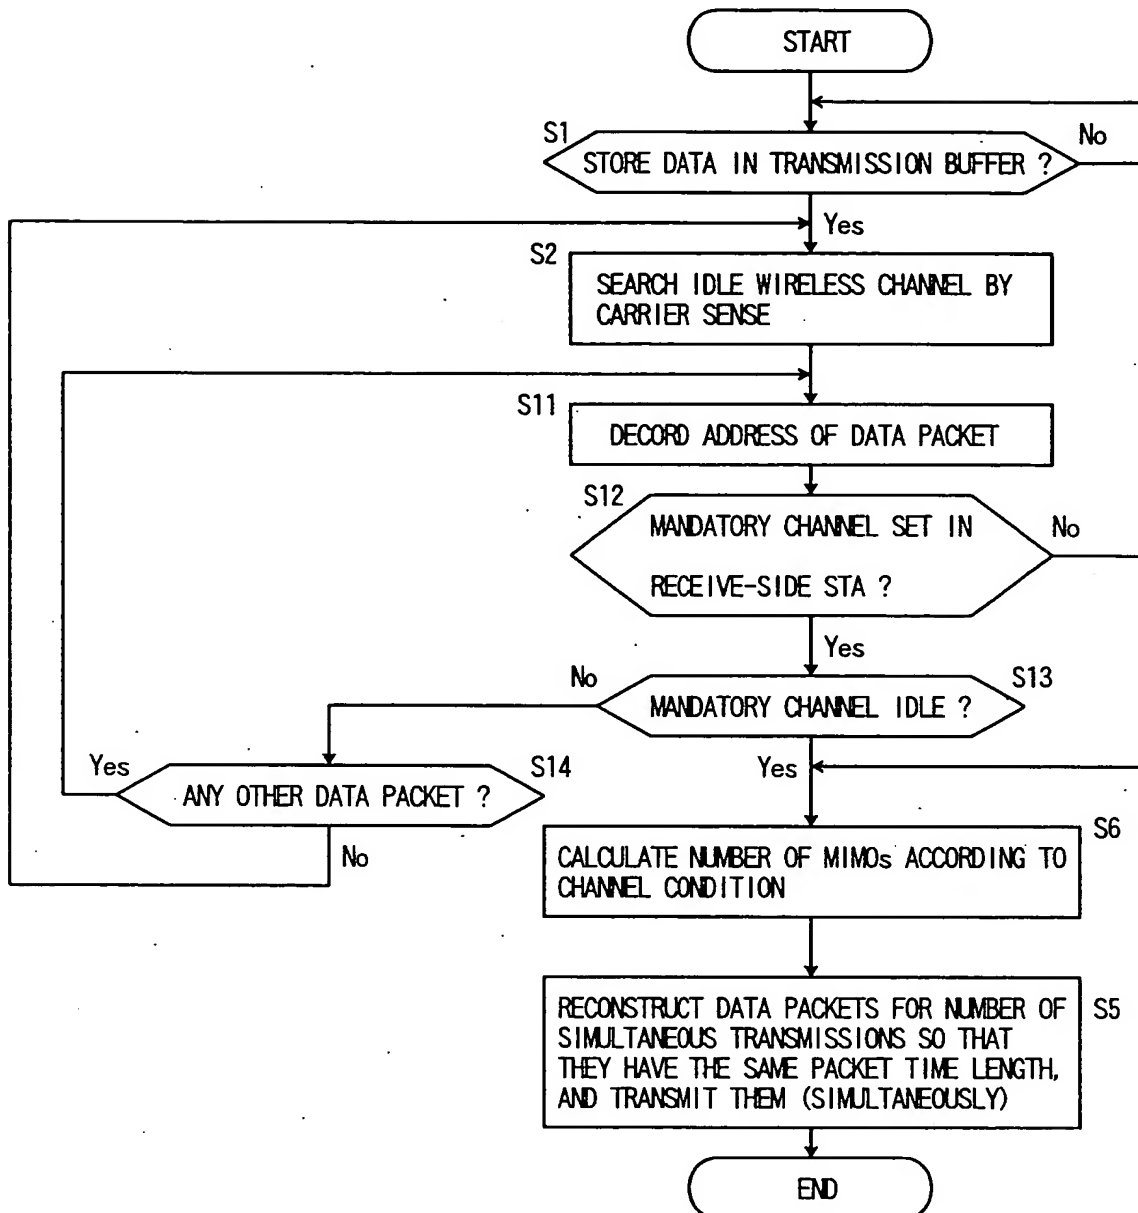 START
S1
No
STORE DATA IN TRANSMISSION BUFFER ?
Yes
S2
SEARCH IDLE WIRELESS CHANNEL BY
CARRIER SENSE
S11
DECORD ADDRESS OF DATA PACKET
S12
MANDATORY CHANNEL SET IN
RECEIVE-SIDE STA ?
No
Yes
No
S13
MANDATORY CHANNEL IDLE ?
Yes
S14
Yes
ANY OTHER DATA PACKET ?
No
S6
CALCULATE NUMBER OF MIMOs ACCORDING TO
CHANNEL CONDITION
RECONSTRUCT DATA PACKETS FOR NUMBER OF
S5
SIMULTANEOUS TRANSMISSIONS SO THAT
THEY HAVE THE SAME PACKET TIME LENGTH,
AND TRANSMIT THEM (SIMULTANEOUSLY)
END